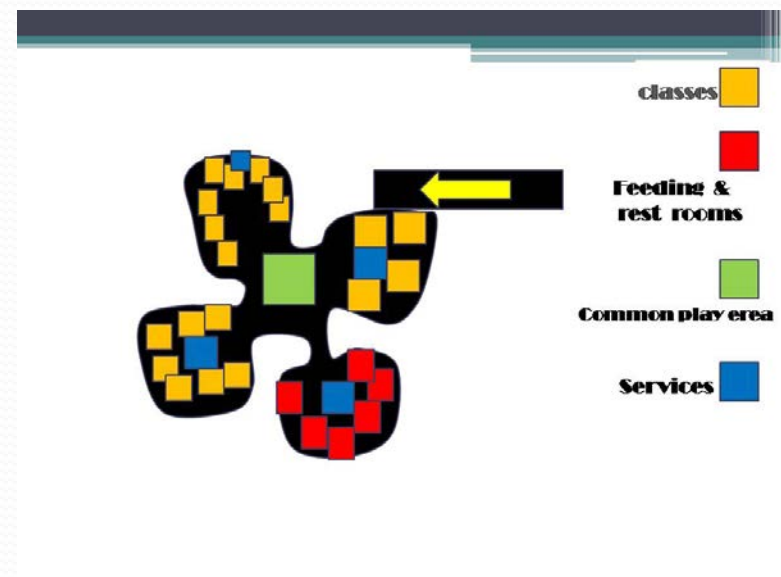 classes
Feeding &
rest rooms
Common play erea
Services